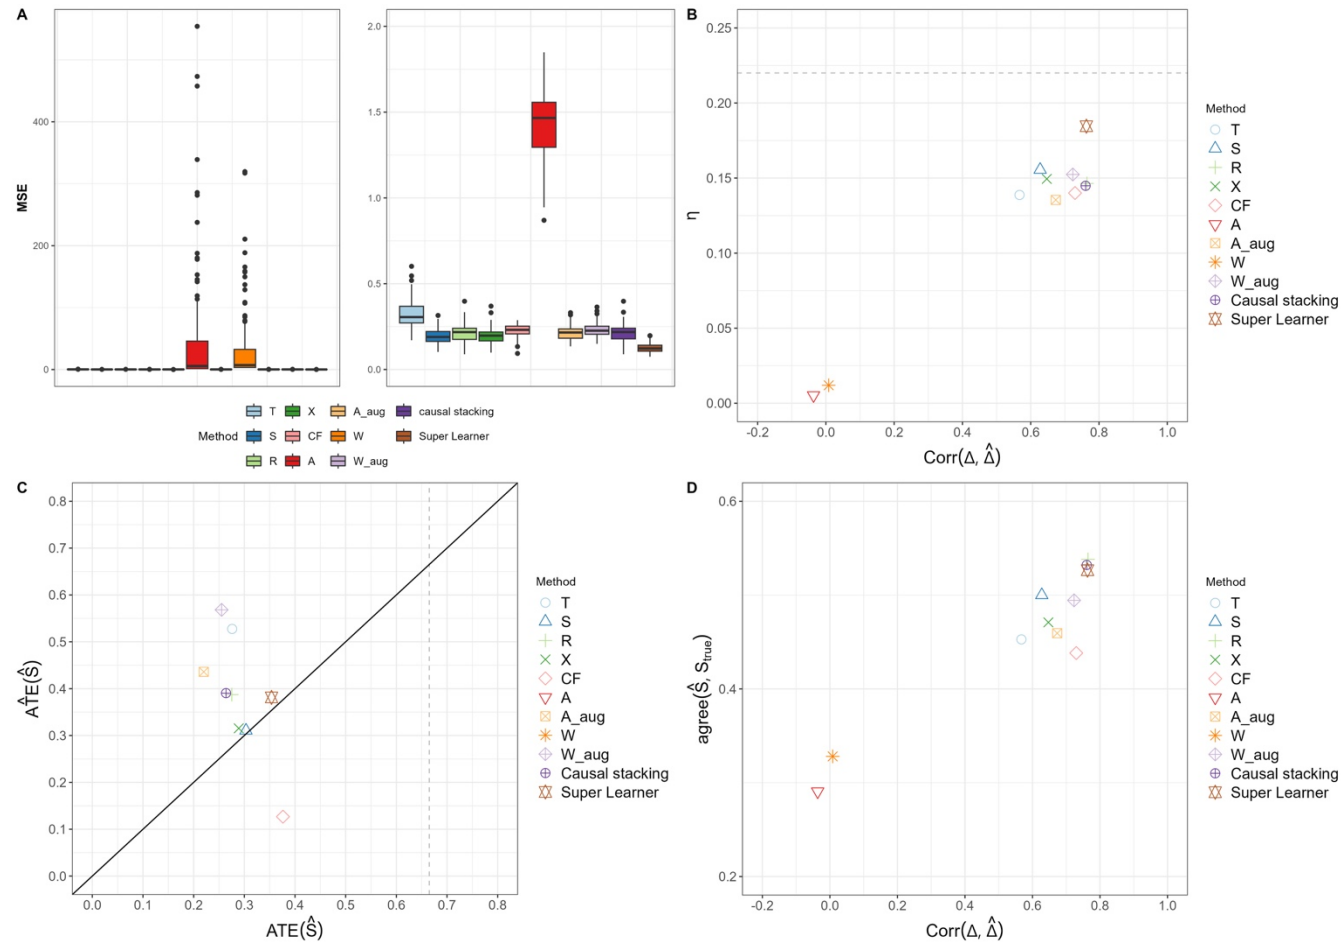 A
MSE
400
200
0
2.0
1.5
1.0
0.5
0.0
Method
T
X
A_aug
causal stacking
S
CF
W
Super Learner
R
A
W_aug
B
η
0.25
0.20
0.15
0.10
0.05
0.00
-0.2 0.0 0.2 0.4 0.6 0.8 1.0
Corr(Δ, Δ̂)
Method
T
S
R
X
CF
A
A_aug
W
W_aug
Causal stacking
Super Learner
C
ÂTE(Ŝ)
0.8
0.7
0.6
0.5
0.4
0.3
0.2
0.1
0.0
0.0 0.1 0.2 0.3 0.4 0.5 0.6 0.7 0.8
ATE(Ŝ)
Method
T
S
R
X
CF
A
A_aug
W
W_aug
Causal stacking
Super Learner
D
agree(Ŝ, Strue)
0.6
0.4
0.2
-0.2 0.0 0.2 0.4 0.6 0.8 1.0
Corr(Δ, Δ̂)
Method
T
S
R
X
CF
A
A_aug
W
W_aug
Causal stacking
Super Learner